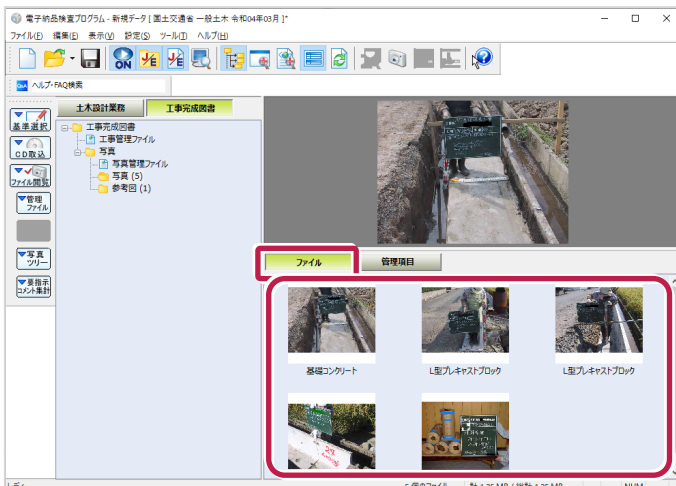 電子納品検査プログラム - 新規データ [ 国土交通省 一般土木 令和04年03月 ]*
ファイル(F) 編集(E) 表示(V) 設定(S) ツール(T) ヘルプ(H)
ON
J/E
J/E
Q&A ヘルプ・FAQ検索
基準選択
CD取込
ファイル閲覧
管理
ファイル
写真
ツリー
要指示
コメント集計
土木設計業務 工事完成図書
工事完成図書
工事管理ファイル
写真
写真管理ファイル
写真 (5)
参考図 (1)
ファイル 管理項目
基礎コンクリート L型プレキャストブロック L型プレキャストブロック
NUM